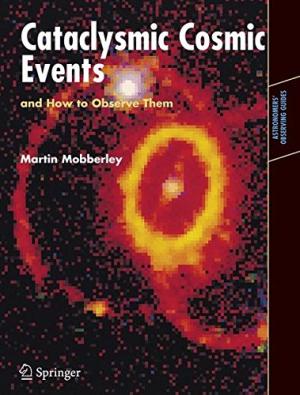 Cataclysmic Cosmic
Events
and How to Observe Them
Martin Mobberley
ASTRONOMERS'
OBSERVING GUIDES
Springer